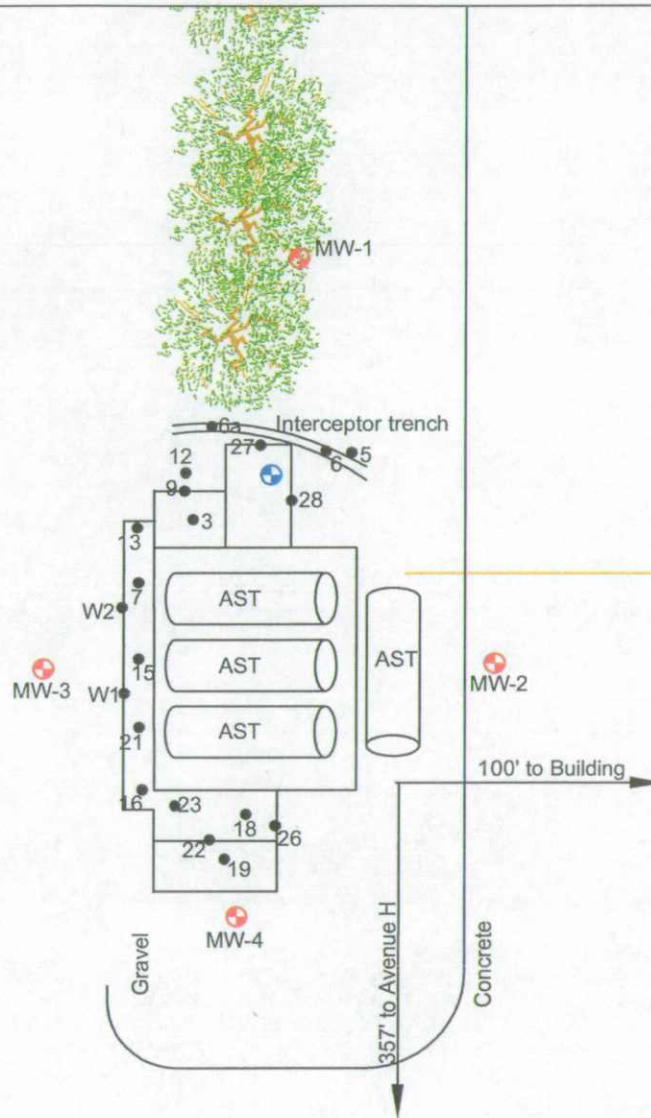 MW-1
6a
Interceptor trench
27
6
5
12
9
28
3
13
7
AST
W2
AST
15
AST
MW-3
MW-2
W1
21
AST
100' to Building
16
23
18
26
22
19
MW-4
Gravel
357' to Avenue H
Concrete